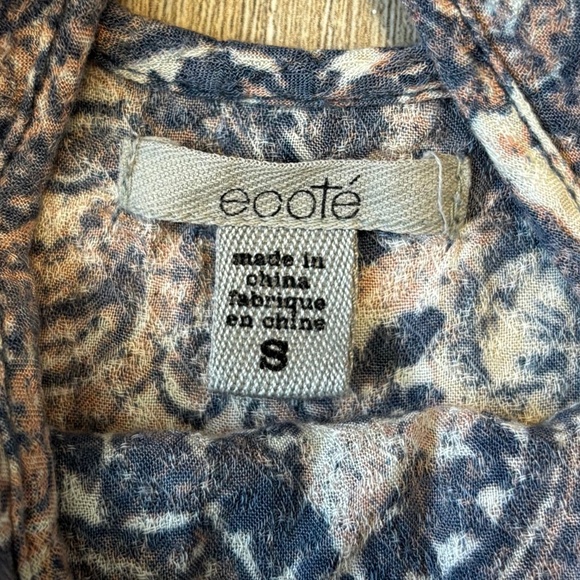 ecoté
made in
china
fabrique
en chine
S